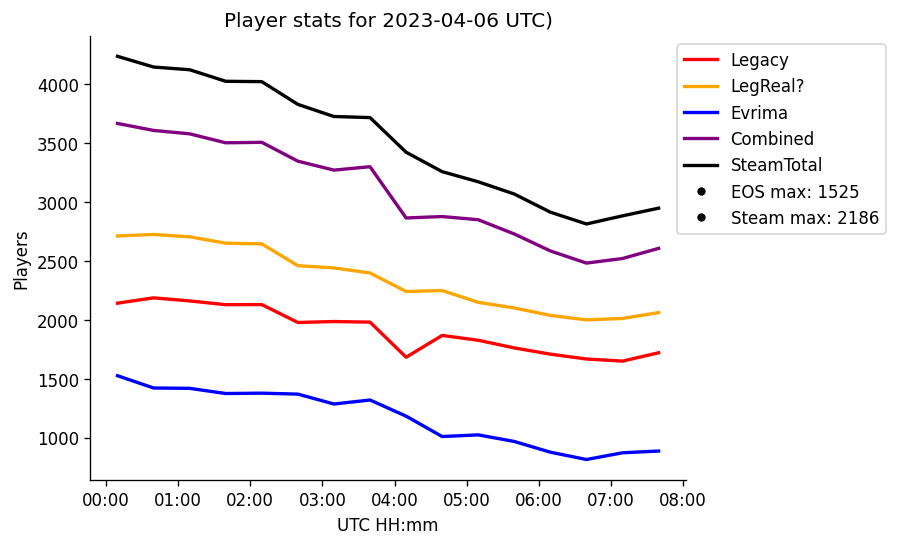 Player stats for 2023-04-06 UTC)
Legacy
LegReal?
Evrima
Combined
SteamTotal
EOS max: 1525
Steam max: 2186
Players
4000
3500
3000
2500
2000
1500
1000
00:00 01:00 02:00 03:00 04:00 05:00 06:00 07:00 08:00
UTC HH:mm